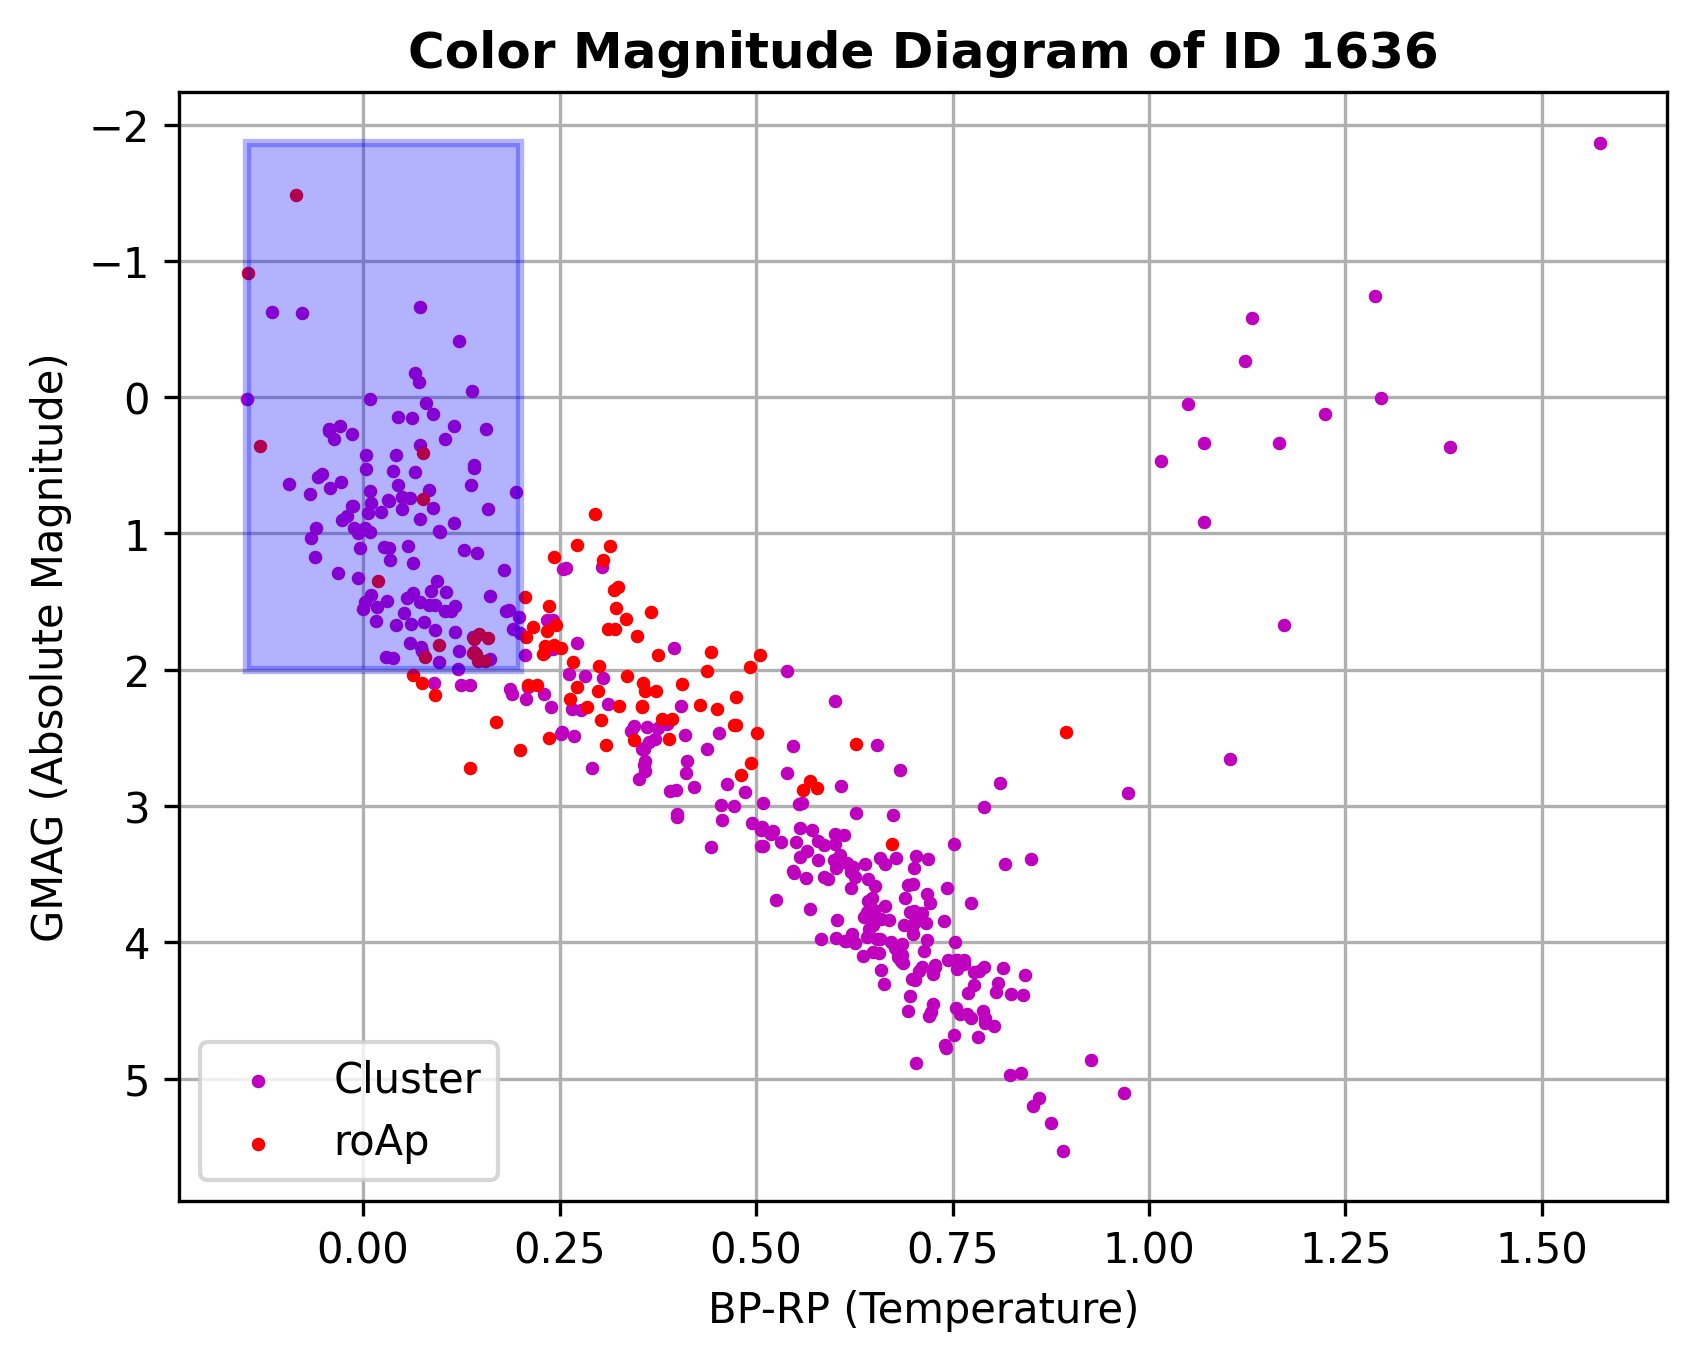 Color Magnitude Diagram of ID 1636
GMAG (Absolute Magnitude)
−2
−1
0
1
2
3
4
5
Cluster
roAp
0.00 0.25 0.50 0.75 1.00 1.25 1.50
BP-RP (Temperature)